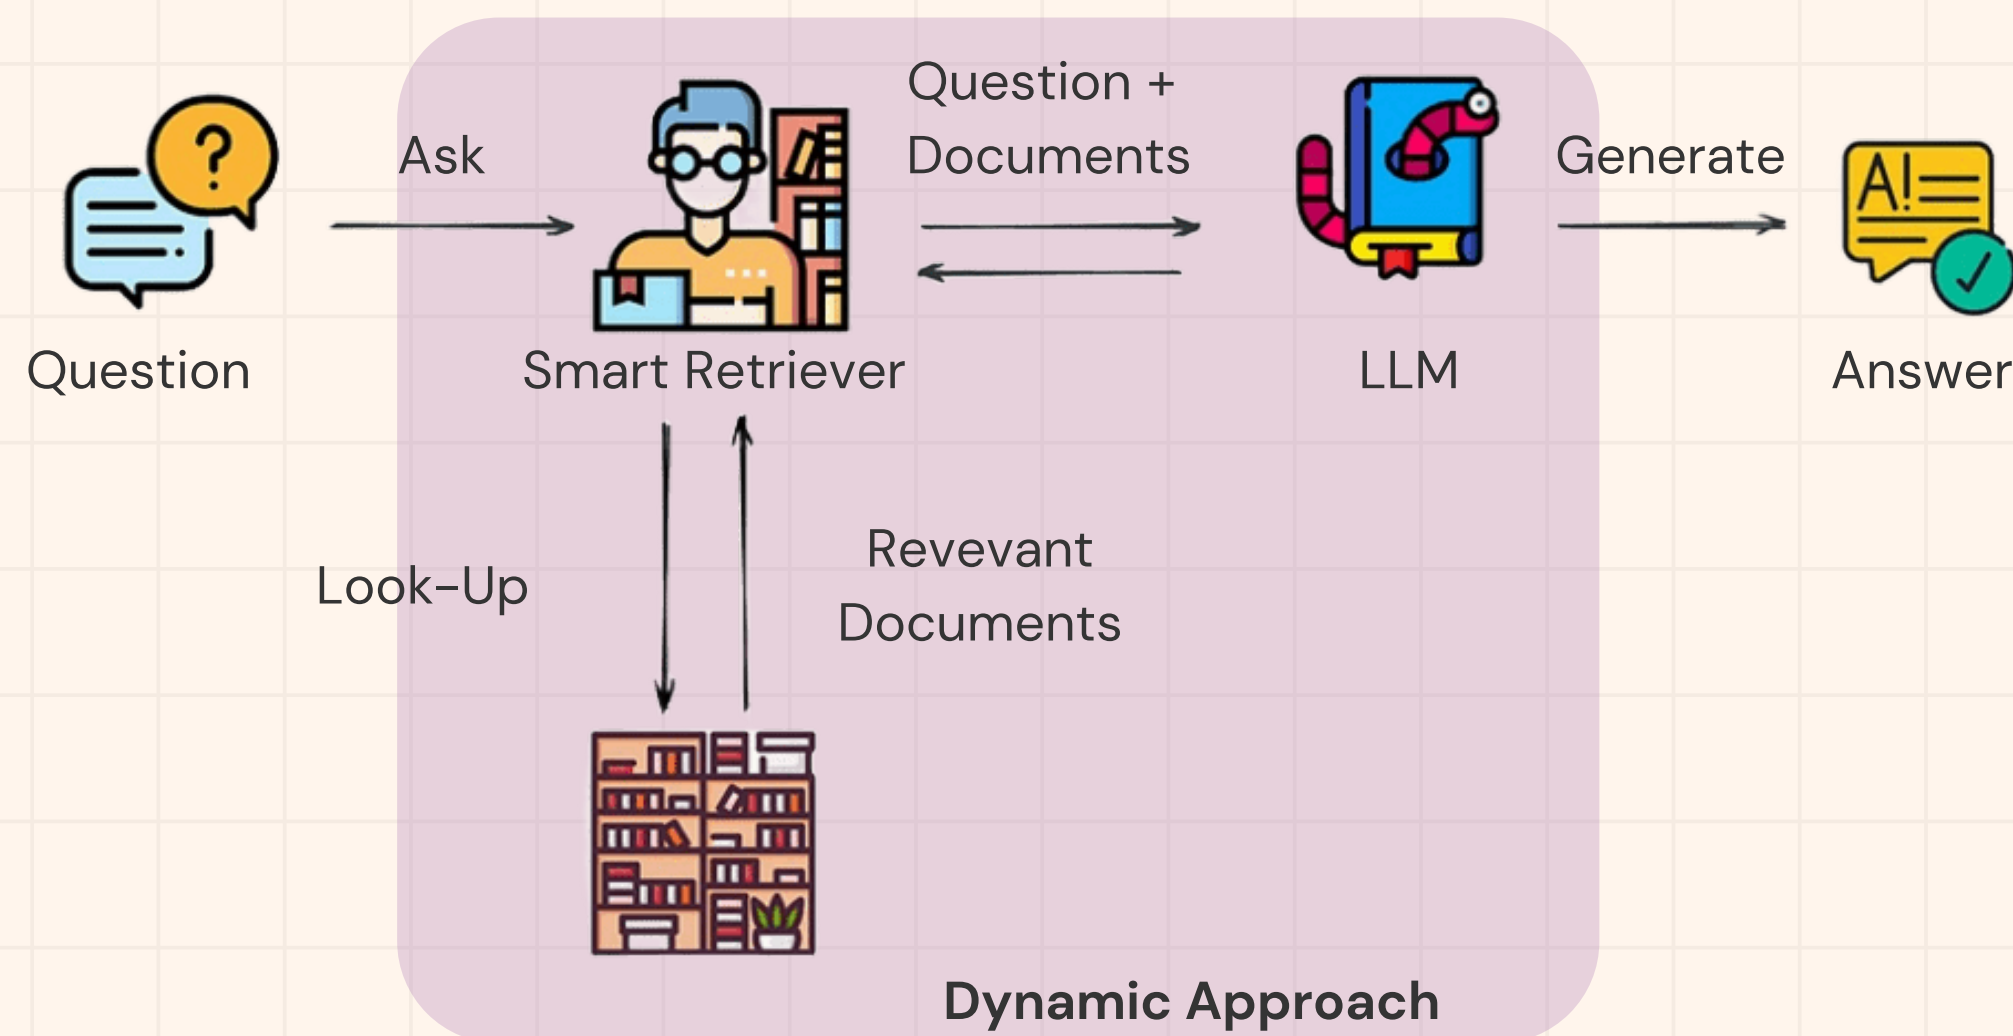 Question +
Documents
Ask
Generate
A!
Question
Smart Retriever
LLM
Answer
Look-Up
Revevant
Documents
Dynamic Approach